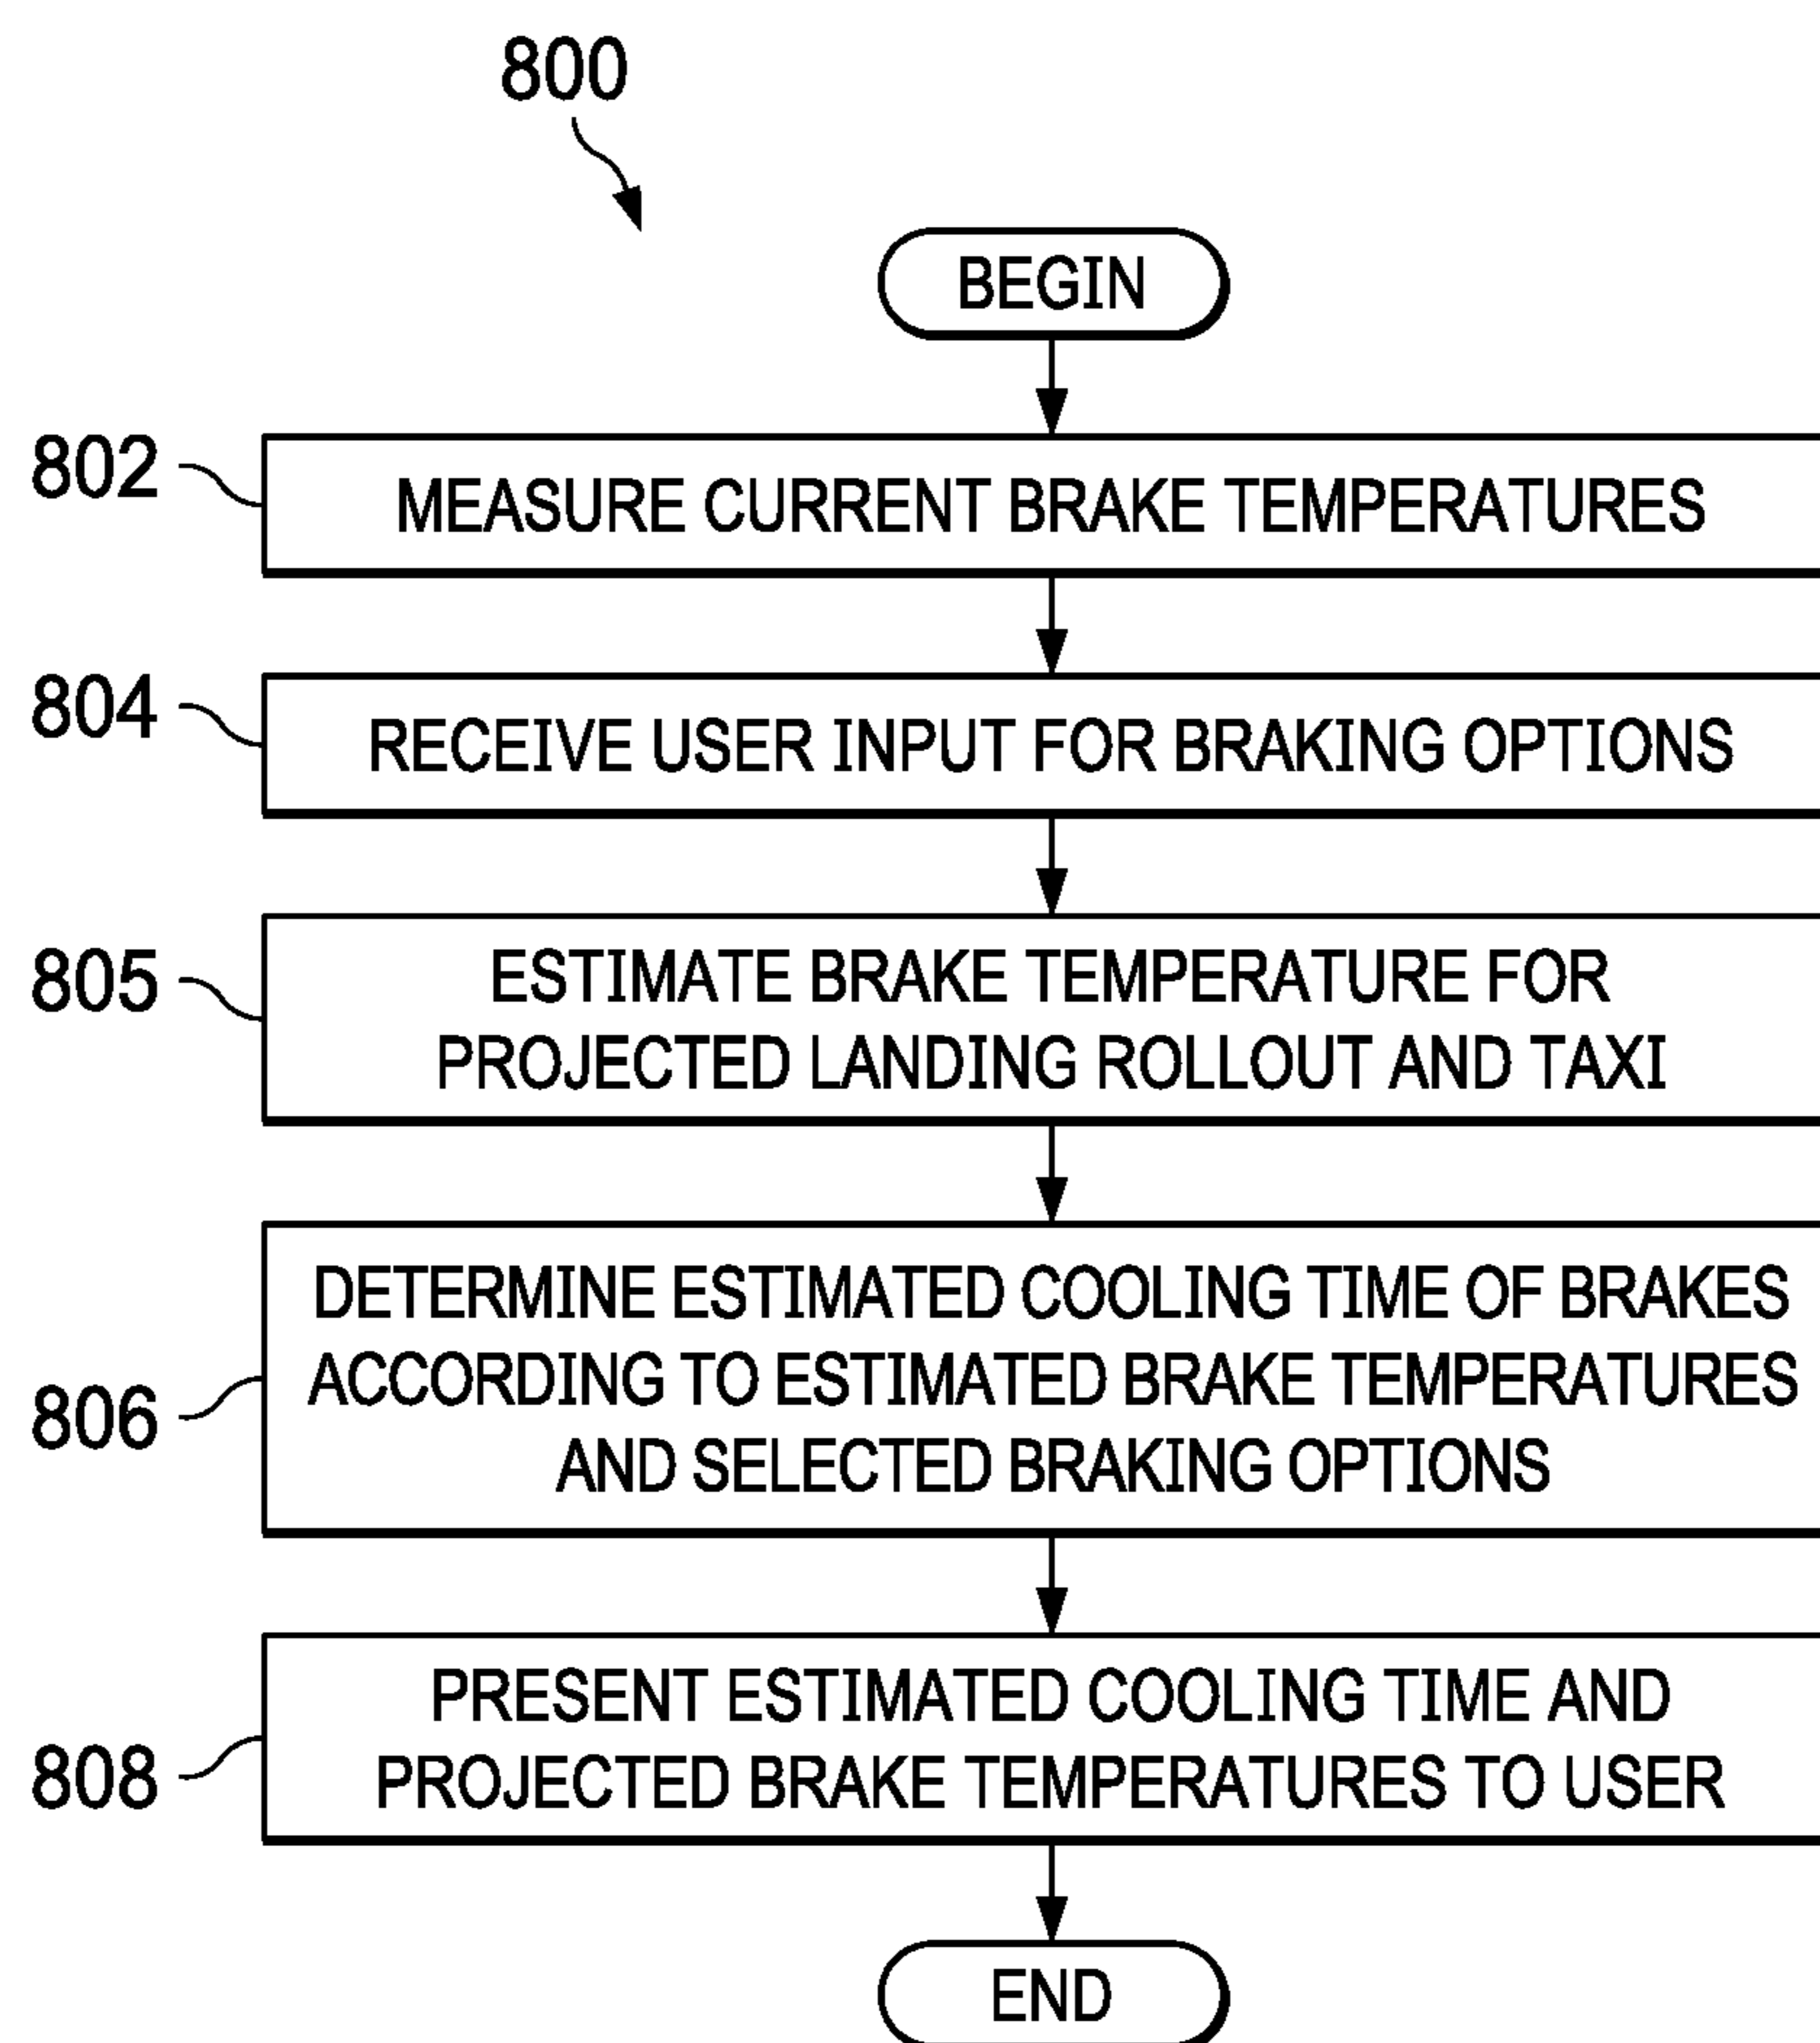 800
BEGIN
802
MEASURE CURRENT BRAKE TEMPERATURES
804
RECEIVE USER INPUT FOR BRAKING OPTIONS
805
ESTIMATE BRAKE TEMPERATURE FOR
PROJECTED LANDING ROLLOUT AND TAXI
806
DETERMINE ESTIMATED COOLING TIME OF BRAKES
ACCORDING TO ESTIMATED BRAKE TEMPERATURES
AND SELECTED BRAKING OPTIONS
808
PRESENT ESTIMATED COOLING TIME AND
PROJECTED BRAKE TEMPERATURES TO USER
END